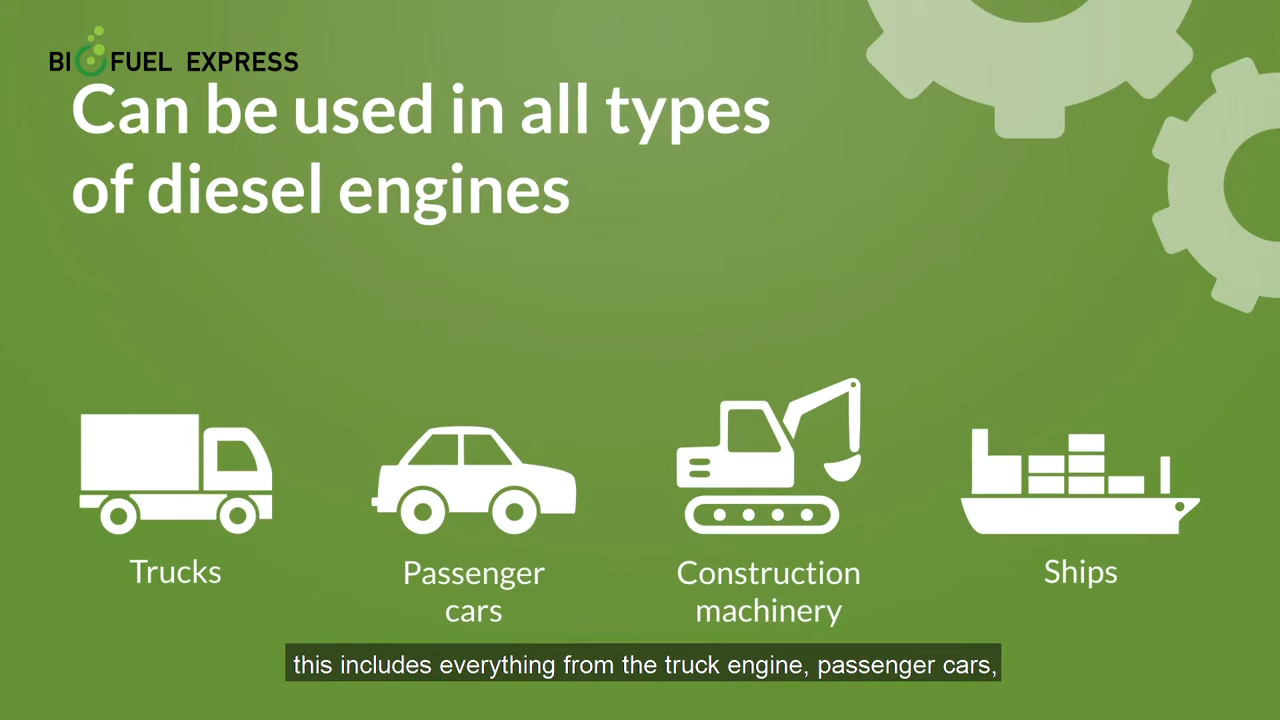 BIOFUEL EXPRESS
Can be used in all types
of diesel engines
Trucks
Passenger
cars
Construction
machinery
Ships
this includes everything from the truck engine, passenger cars,